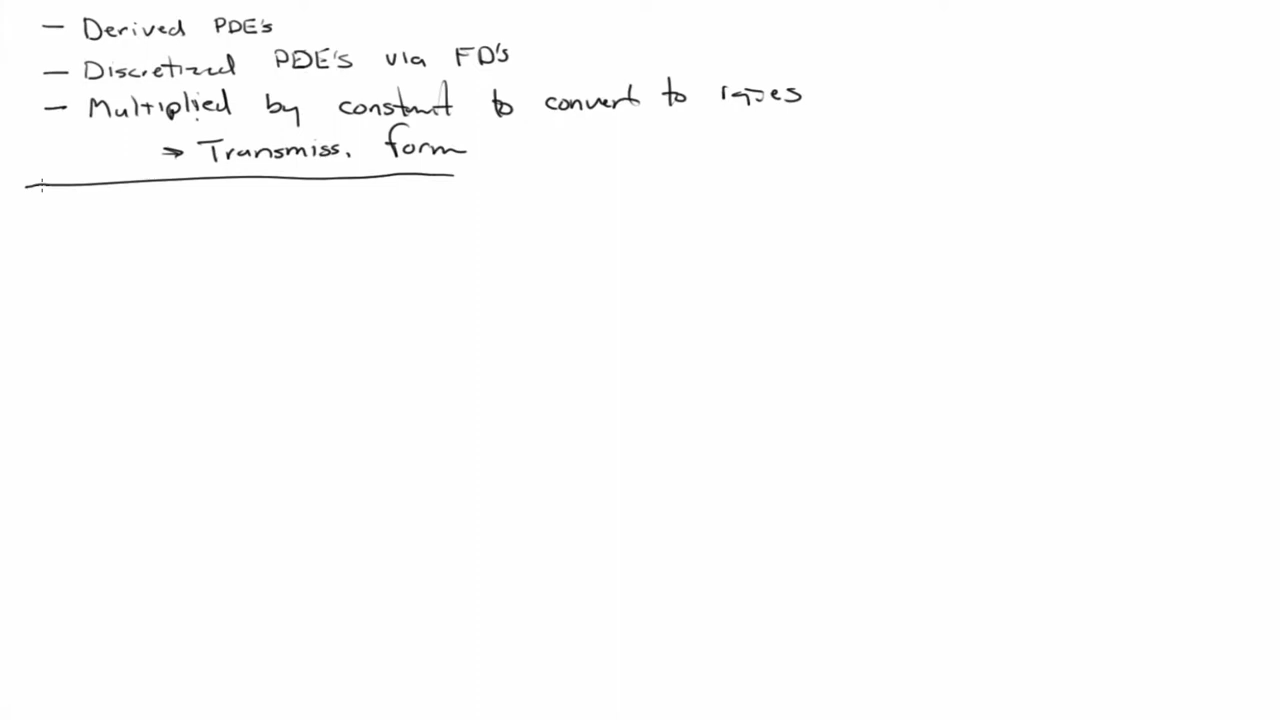 — Derived PDE's
— Discretized PDE's via FD's
— Multiplied by constant to convert to
→ Transmiss. form